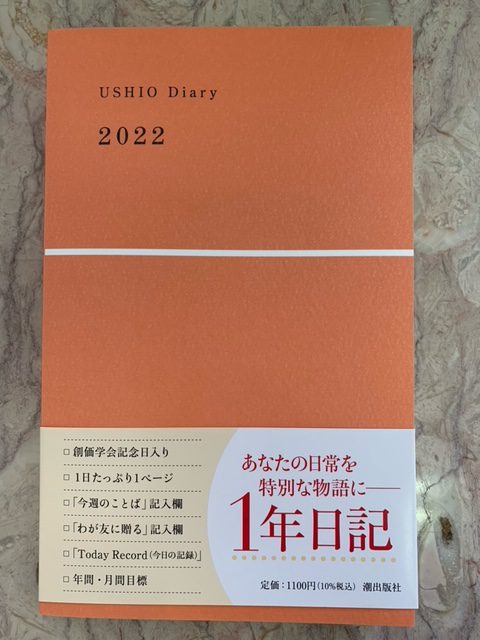 USHIO Diary
2022
□ 創価学会記念日入り
□ 1日たっぷり1ページ
□「今週のことば」記入欄
□「わが友に贈る」記入欄
□「Today Record（今日の記録）」
□ 年間・月間目標
あなたの日常を
特別な物語に──
1年日記
定価：1100円（10%税込） 潮出版社